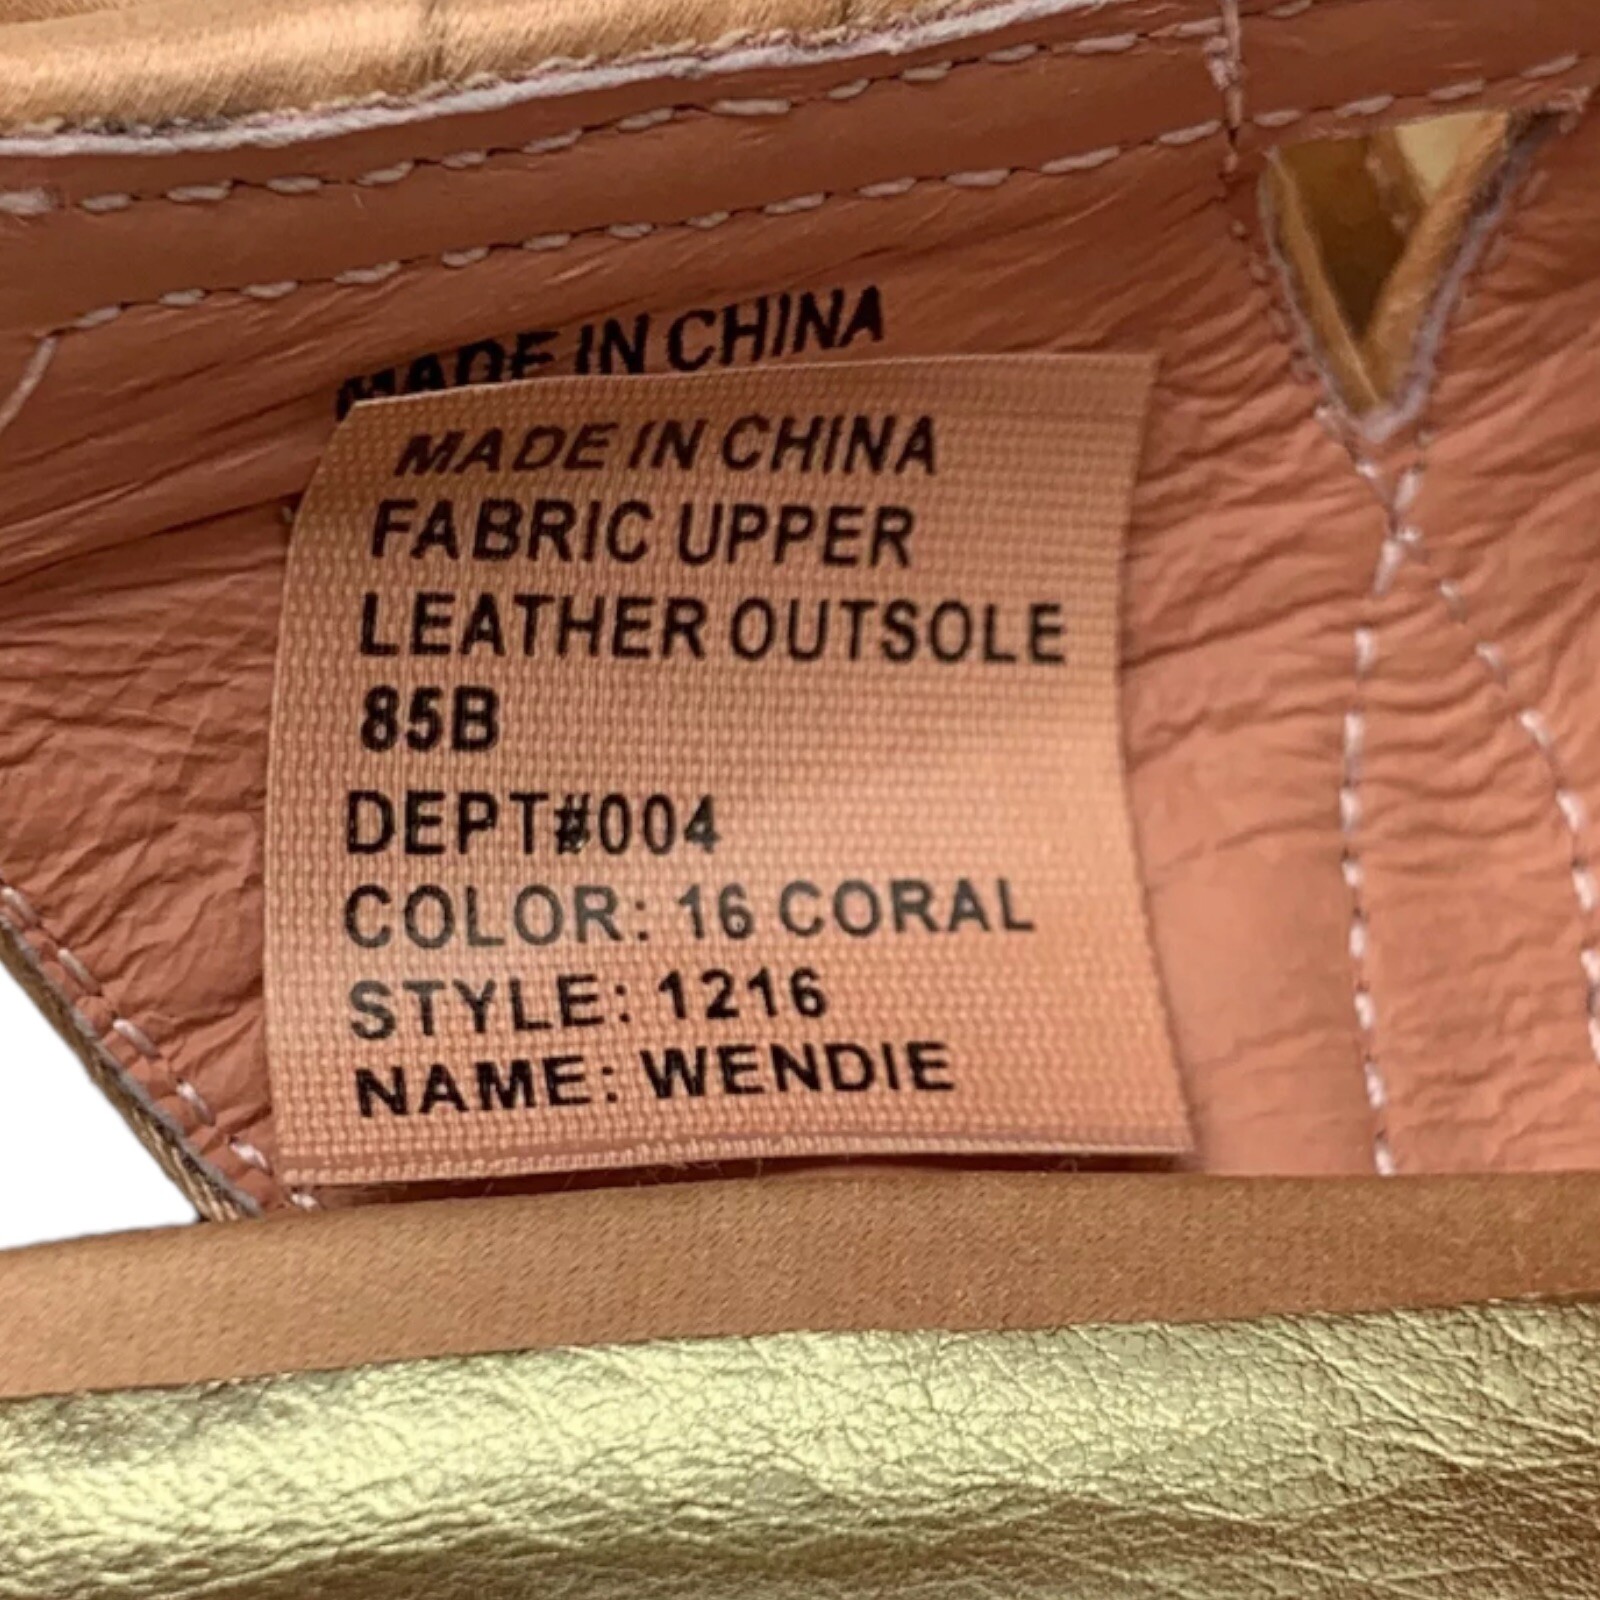 MADE IN CHINA
MADE IN CHINA
FABRIC UPPER
LEATHER OUTSOLE
85B
DEPT#004
COLOR: 16 CORAL
STYLE: 1216
NAME: WENDIE